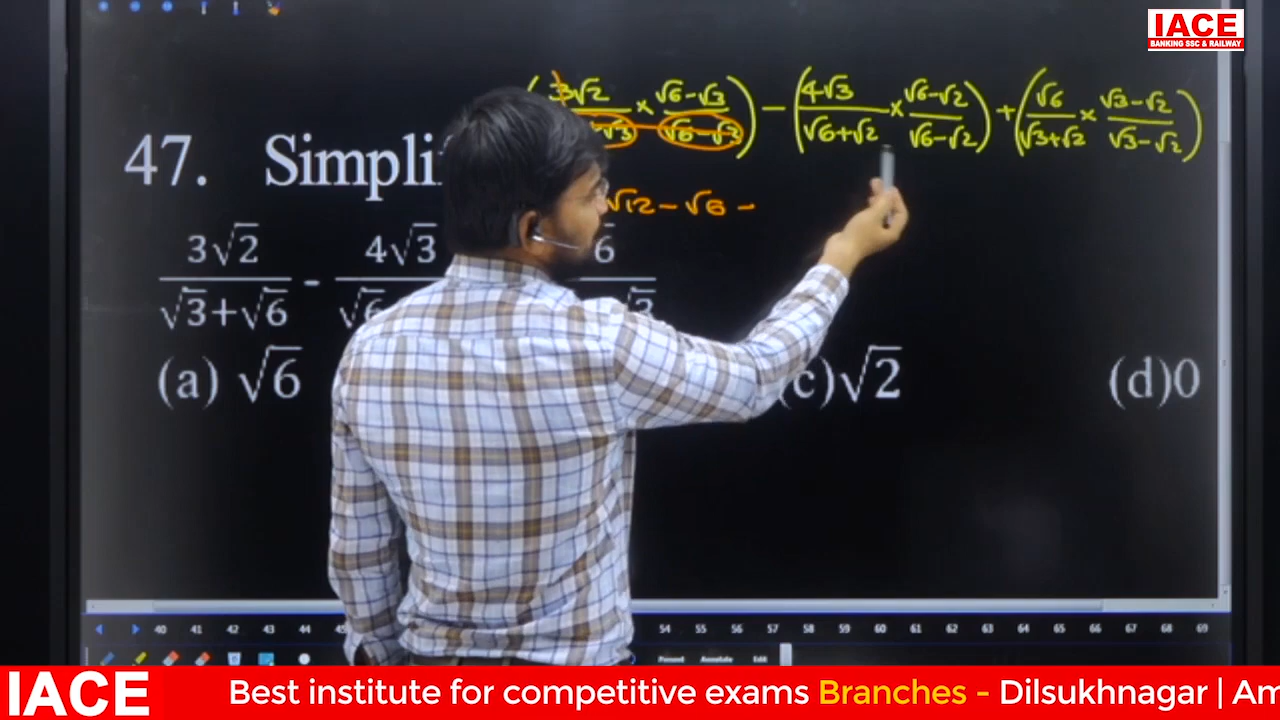 IACE
BANKING SSC & RAILWAY
3√2 / √3 × (√6-√3)/(√6-√3)) - (4√3/(√6+√2) × (√6-√2)/(√6-√2)) + (√6/(√3+√2) × (√3-√2)/(√3-√2))
√12 - √6 -
47. Simpli
3√2/(√3+√6) - 4√3/√6 6/√3
(a) √6 (c)√2 (d)0
40 41 42 43 44 54 55 56 57 58 59 60 61 62 63 64 65 66 67 68 69
IACE Best institute for competitive exams Branches - Dilsukhnagar | Am